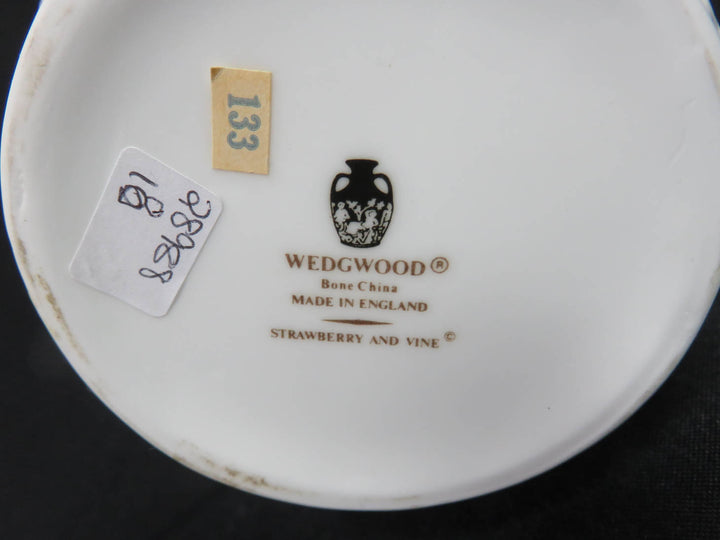 133
WEDGWOOD®
Bone China
MADE IN ENGLAND
STRAWBERRY AND VINE©